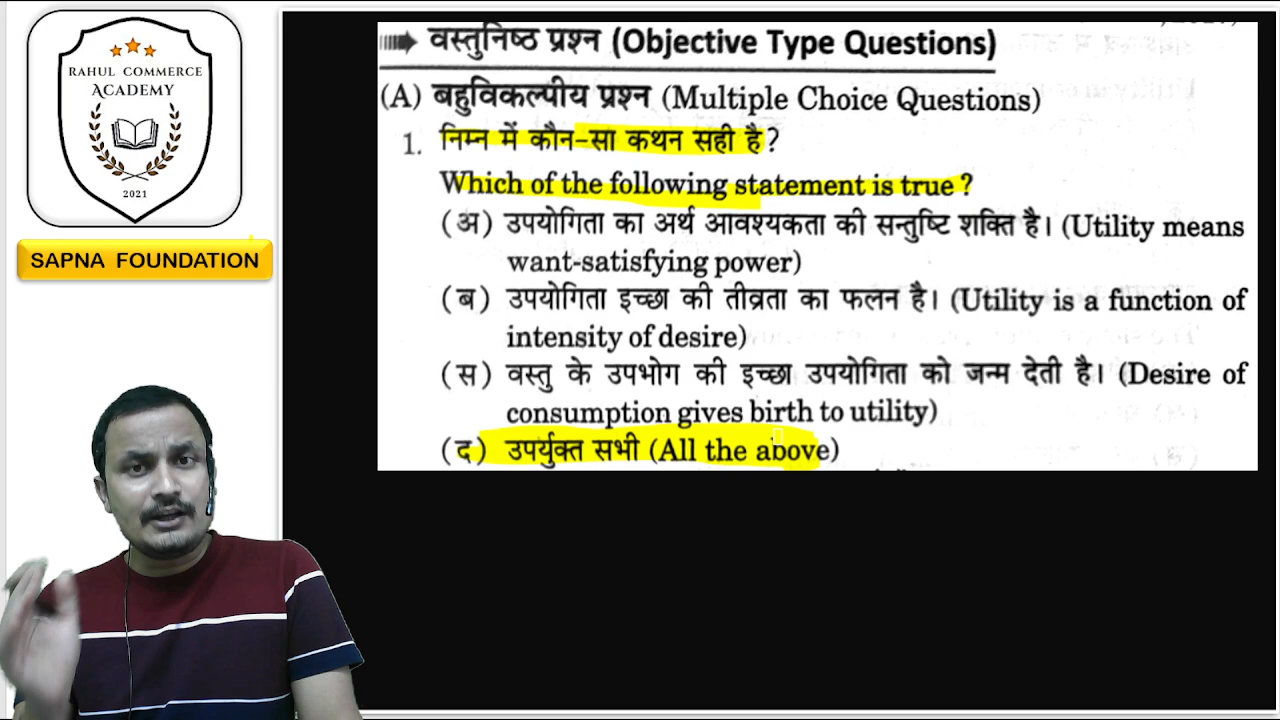 RAHUL COMMERCE
ACADEMY
2021
SAPNA FOUNDATION
वस्तुनिष्ठ प्रश्न (Objective Type Questions)
(A) बहुविकल्पीय प्रश्न (Multiple Choice Questions)
1. निम्न में कौन-सा कथन सही है?
Which of the following statement is true ?
(अ) उपयोगिता का अर्थ आवश्यकता की सन्तुष्टि शक्ति है। (Utility means
want-satisfying power)
(ब) उपयोगिता इच्छा की तीव्रता का फलन है। (Utility is a function of
intensity of desire)
(स) वस्तु के उपभोग की इच्छा उपयोगिता को जन्म देती है। (Desire of
consumption gives birth to utility)
(द) उपर्युक्त सभी (All the above)